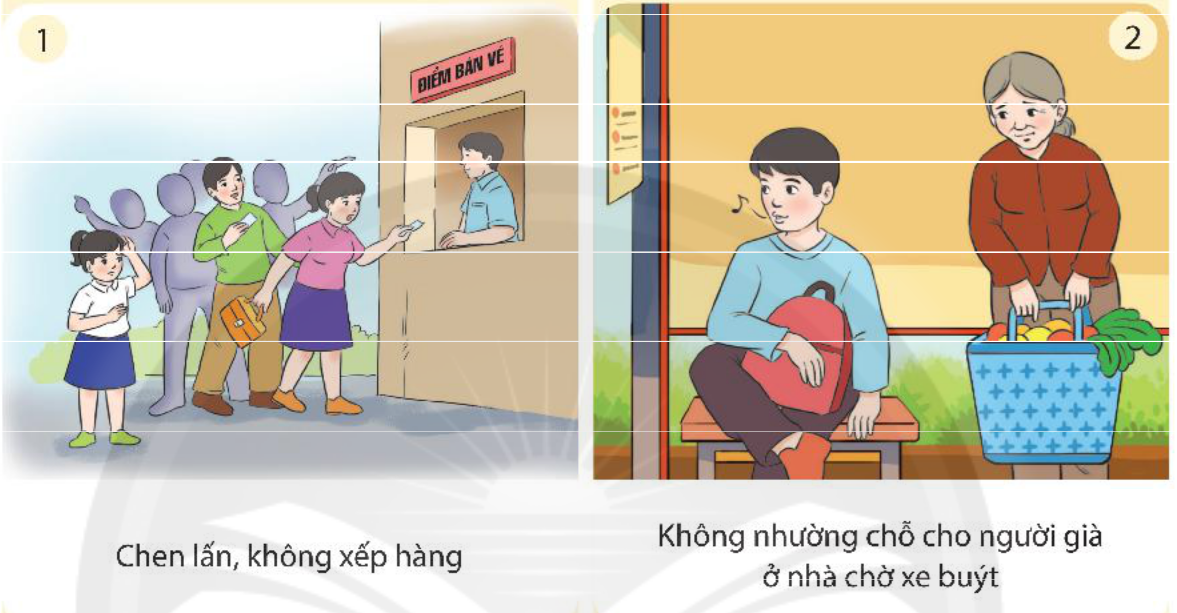 1
ĐIỂM BÁN VÉ
2
Chen lấn, không xếp hàng
Không nhường chỗ cho người già
ở nhà chờ xe buýt